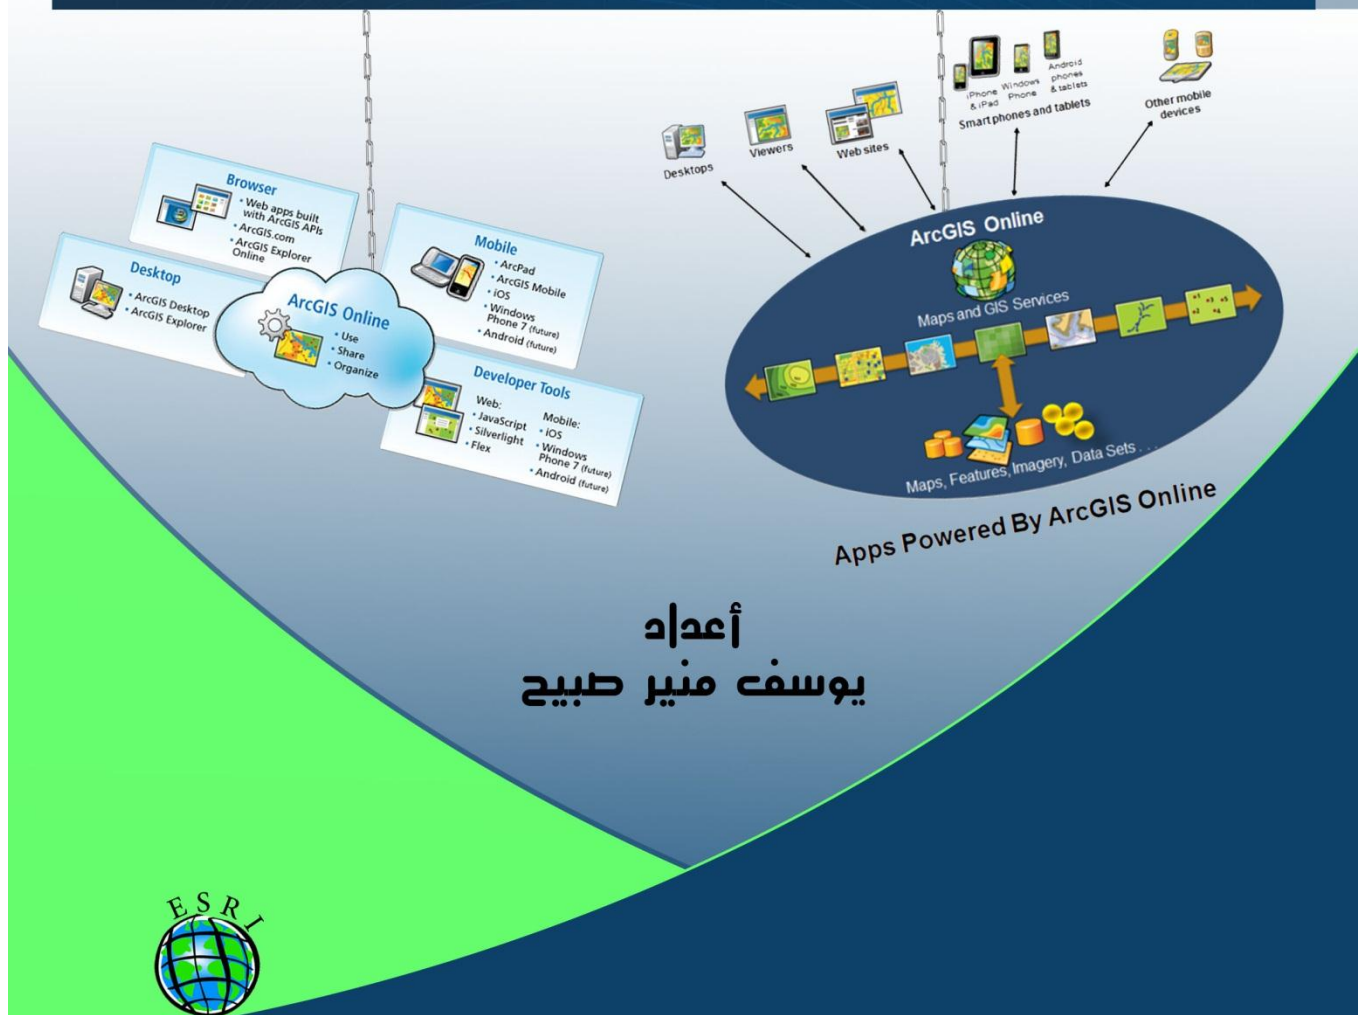 Browser
• Web apps built
with ArcGIS APIs
• ArcGIS.com
• ArcGIS Explorer
Online
Desktop
• ArcGIS Desktop
• ArcGIS Explorer
ArcGIS Online
• Use
• Share
• Organize
Mobile
• ArcPad
• ArcGIS Mobile
• iOS
• Windows
Phone 7 (future)
• Android (future)
Developer Tools
Web:
• JavaScript
• Silverlight
• Flex
Mobile:
• iOS
• Windows
Phone 7 (future)
• Android (future)
Desktops
Viewers
Web sites
iPhone
& iPad
Windows
Phone
Android
phones
& tablets
Smart phones and tablets
Other mobile
devices
ArcGIS Online
Maps and GIS Services
Maps, Features, Imagery, Data Sets . . .
Apps Powered By ArcGIS Online
أعداد
يوسف منير صبيح
ESRI